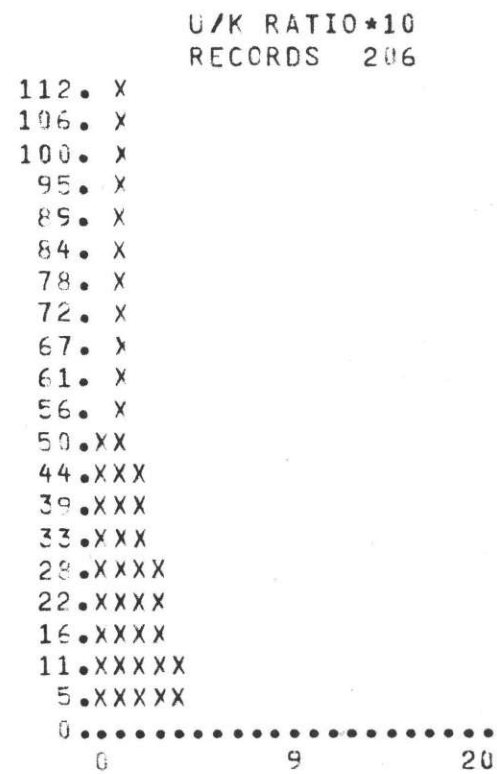 U/K RATIO*10
RECORDS 206
112. X
106. X
100. X
95. X
89. X
84. X
78. X
72. X
67. X
61. X
56. X
50.XX
44.XXX
39.XXX
33.XXX
28.XXXX
22.XXXX
16.XXXX
11.XXXXX
5.XXXXX
0......................
0 9 20